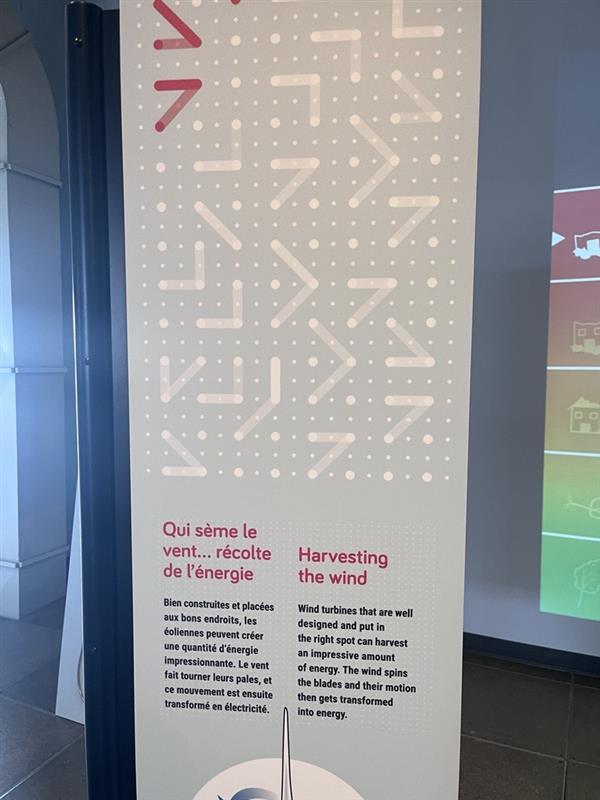 Qui sème le
vent... récolte
de l'énergie
Bien construites et placées
aux bons endroits, les
éoliennes peuvent créer
une quantité d'énergie
impressionnante. Le vent
fait tourner leurs pales, et
ce mouvement est ensuite
transformé en électricité.
Harvesting
the wind
Wind turbines that are well
designed and put in
the right spot can harvest
an impressive amount
of energy. The wind spins
the blades and their motion
then gets transformed
into energy.